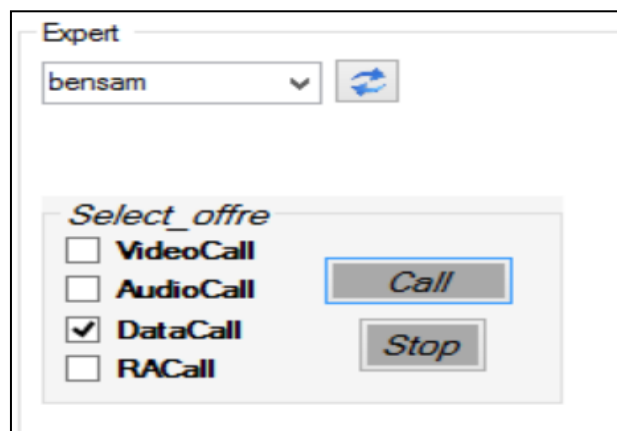 Expert
bensam
Select_offre
VideoCall
AudioCall
DataCall
RACall
Call
Stop